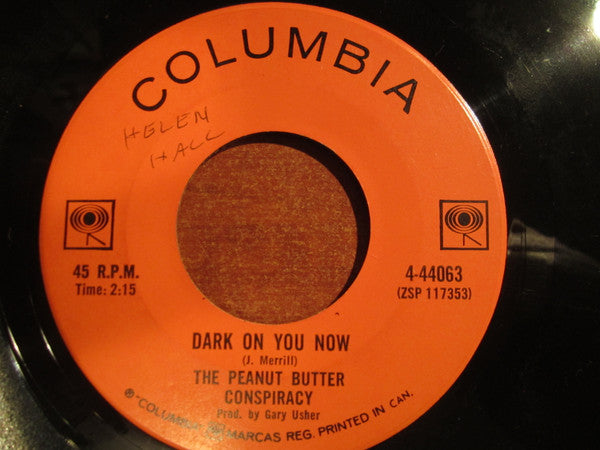 COLUMBIA
HELEN
HALL
45 R.P.M.
Time: 2:15
4-44063
(ZSP 117353)
DARK ON YOU NOW
(J. Merrill)
THE PEANUT BUTTER
CONSPIRACY
Prod. by Gary Usher
®"COLUMBIA" MARCAS REG. PRINTED IN CAN.